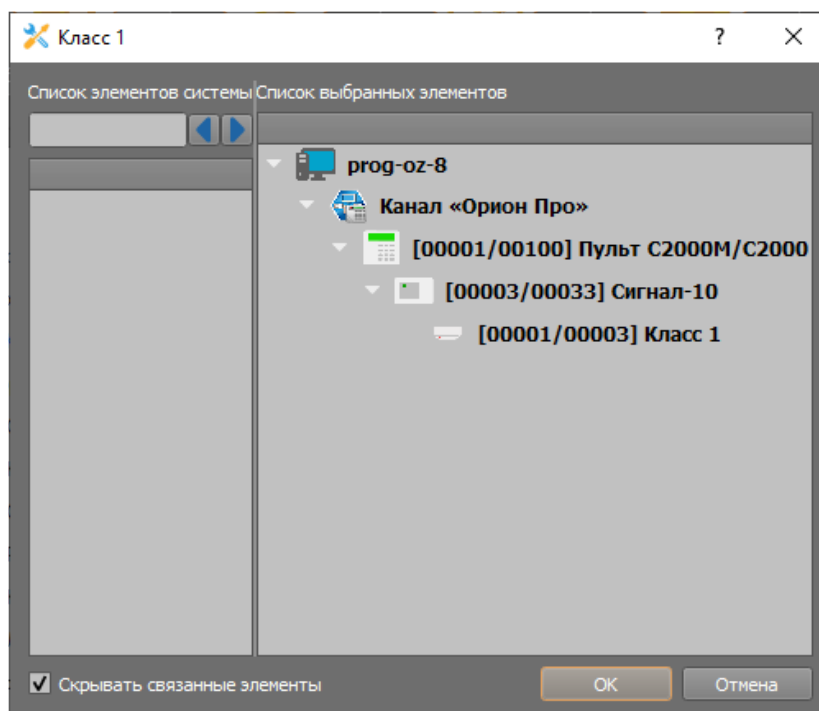 Класс 1
?
Список элементов системы
Список выбранных элементов
prog-oz-8
Канал «Орион Про»
[00001/00100] Пульт С2000М/С2000
[00003/00033] Сигнал-10
[00001/00003] Класс 1
Скрывать связанные элементы
OK
Отмена